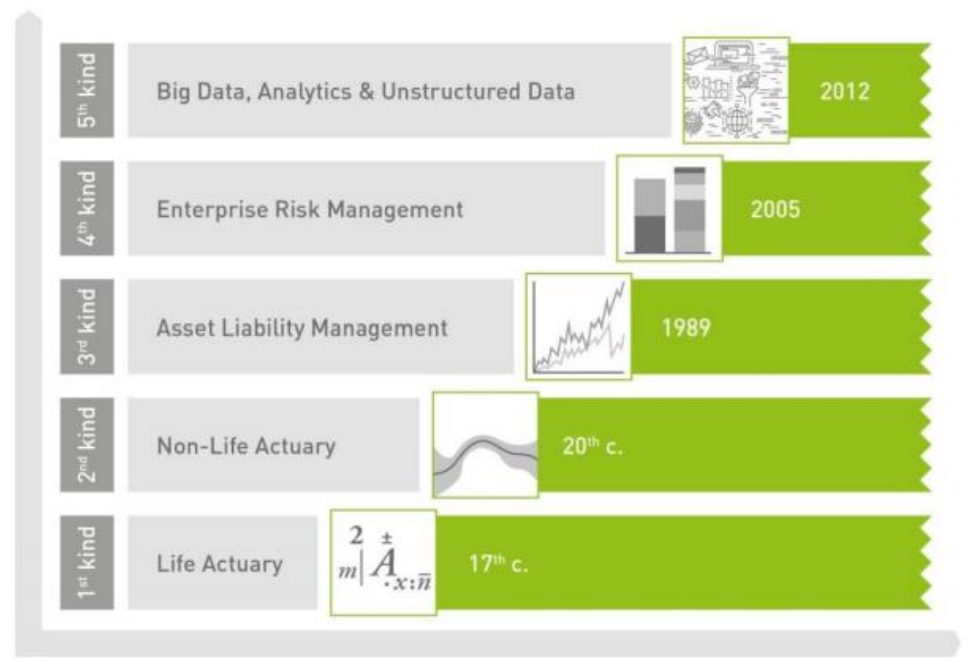 5th kind
Big Data, Analytics & Unstructured Data
2012
4th kind
Enterprise Risk Management
2005
3rd kind
Asset Liability Management
1989
2nd kind
Non-Life Actuary
20th c.
1st kind
Life Actuary
2 ±
m| A
·x:n̅
17th c.